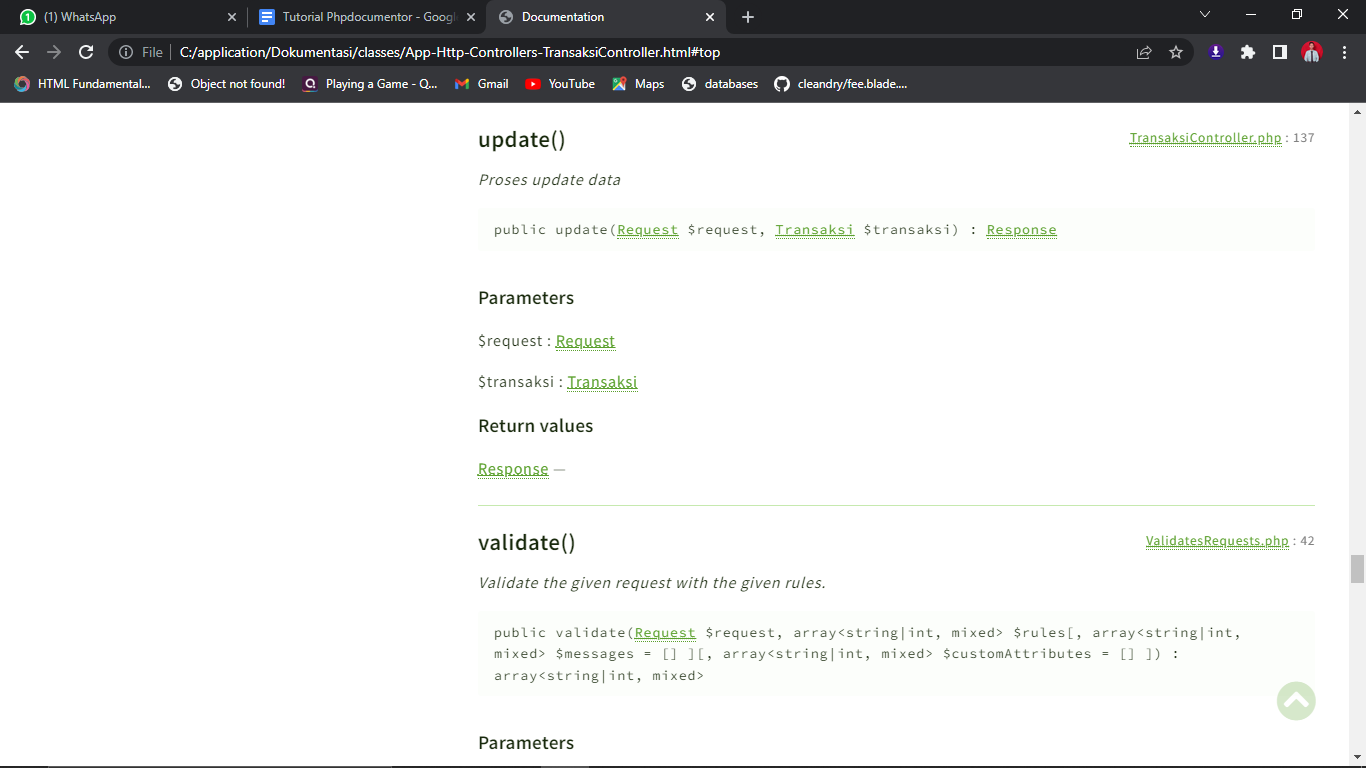 1
(1) WhatsApp
Tutorial Phpdocumentor - Google
Documentation
File
C:/application/Dokumentasi/classes/App-Http-Controllers-TransaksiController.html#top
HTML Fundamental...
Object not found!
Playing a Game - Q...
Gmail
YouTube
Maps
databases
cleandry/fee.blade....
update()
TransaksiController.php : 137
Proses update data
public update(Request $request, Transaksi $transaksi) : Response
Parameters
$request : Request
$transaksi : Transaksi
Return values
Response —
validate()
ValidatesRequests.php : 42
Validate the given request with the given rules.
public validate(Request $request, array<string|int, mixed> $rules[, array<string|int,
mixed> $messages = [] ][, array<string|int, mixed> $customAttributes = [] ]) :
array<string|int, mixed>
Parameters